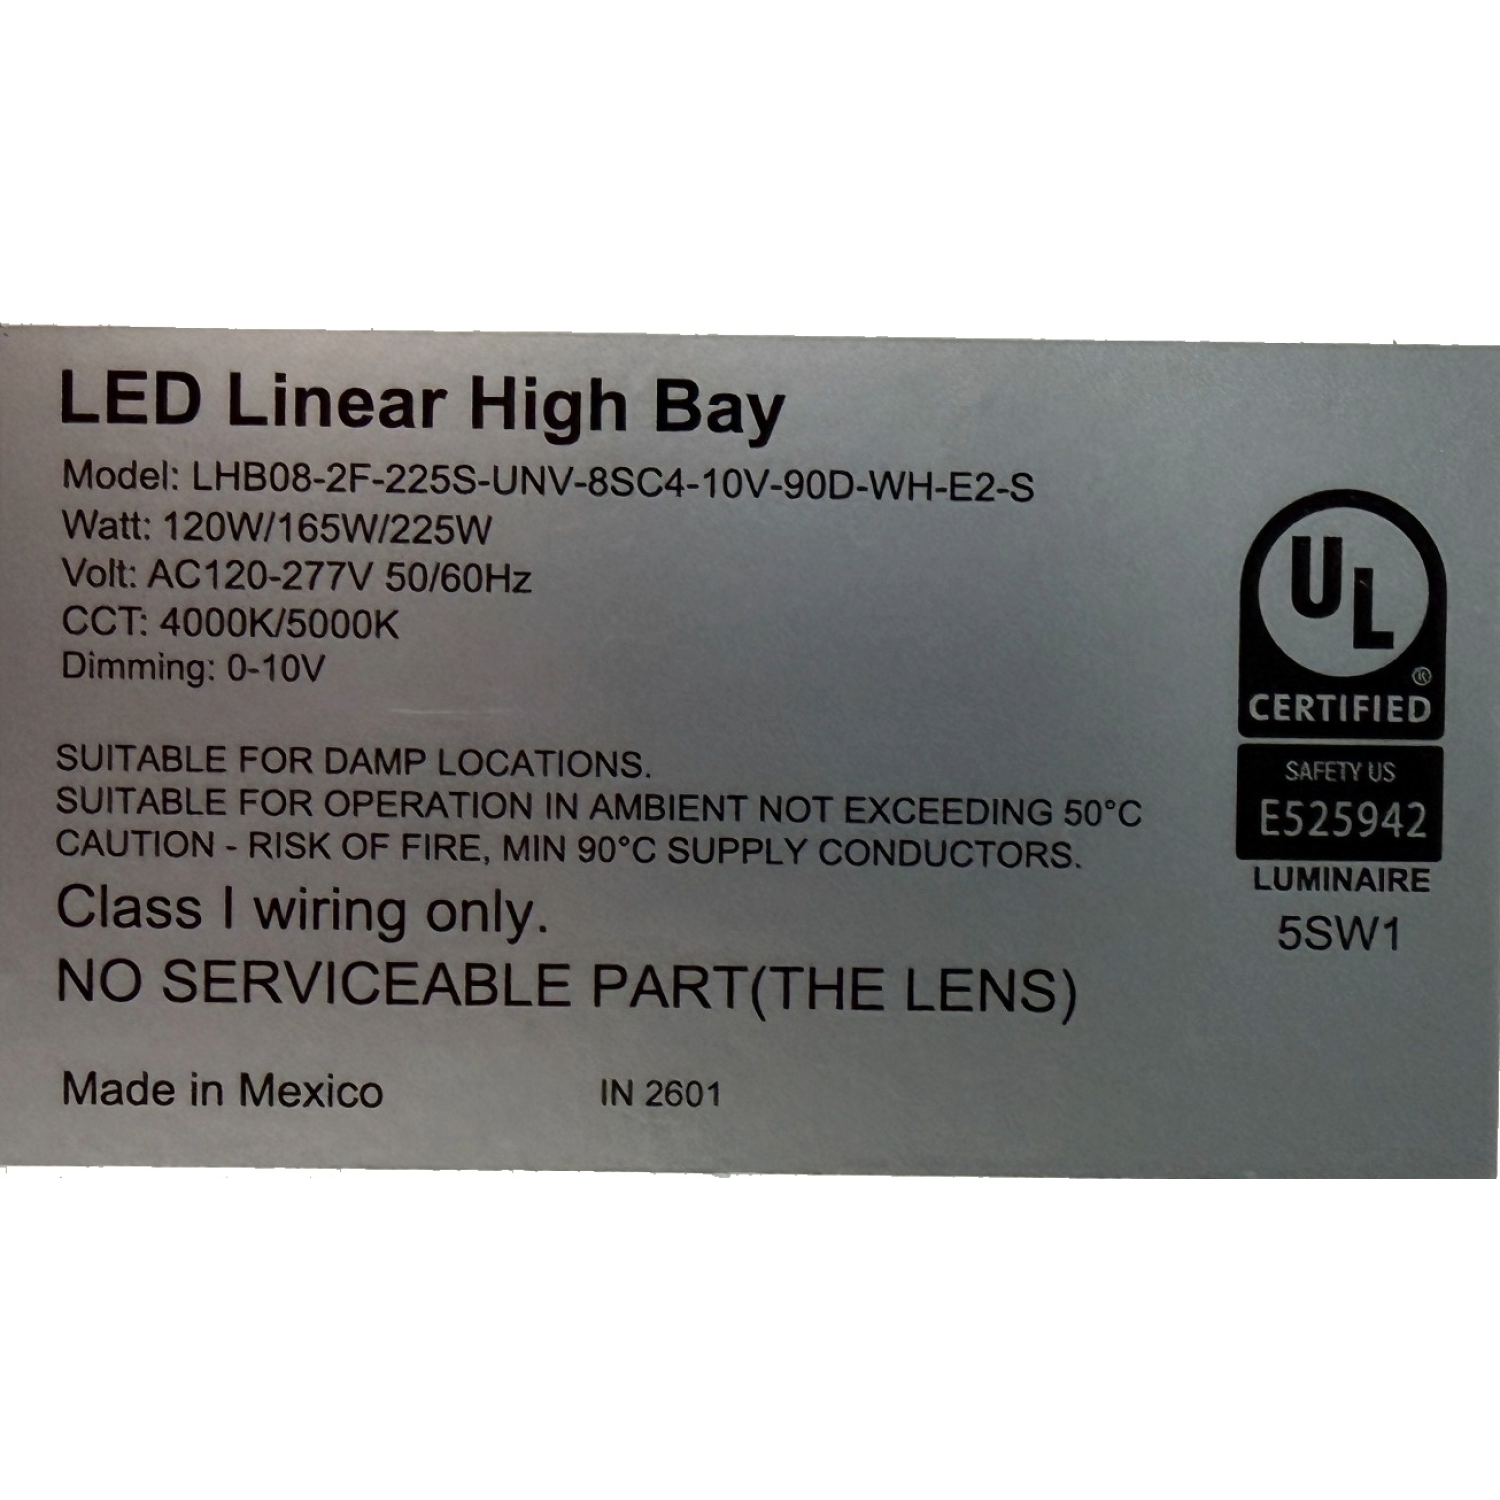 LED Linear High Bay
Model: LHB08-2F-225S-UNV-8SC4-10V-90D-WH-E2-S
Watt: 120W/165W/225W
Volt: AC120-277V 50/60Hz
CCT: 4000K/5000K
Dimming: 0-10V
SUITABLE FOR DAMP LOCATIONS.
SUITABLE FOR OPERATION IN AMBIENT NOT EXCEEDING 50°C
CAUTION - RISK OF FIRE, MIN 90°C SUPPLY CONDUCTORS.
Class I wiring only.
NO SERVICEABLE PART(THE LENS)
Made in Mexico
IN 2601
UL
®
CERTIFIED
SAFETY US
E525942
LUMINAIRE
5SW1